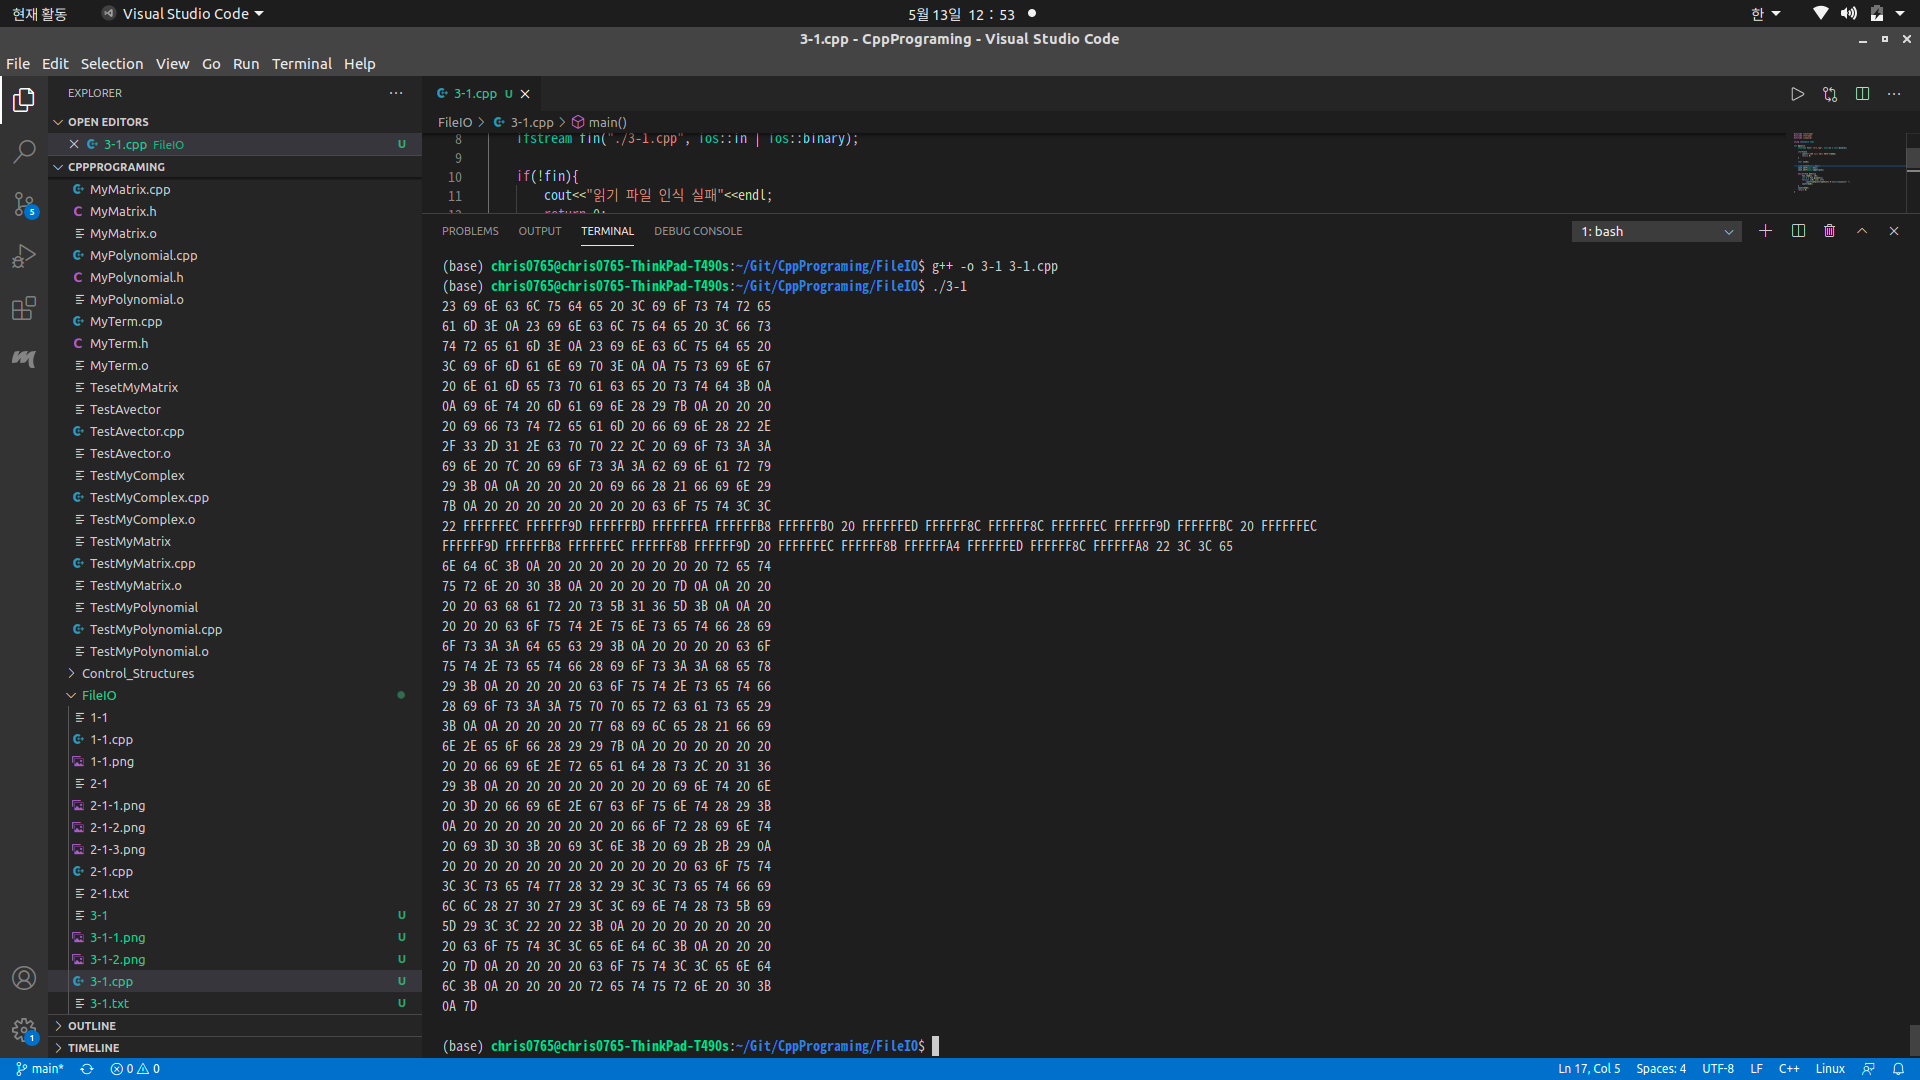 현재 활동
Visual Studio Code
5월 13일 12 : 53
한
3-1.cpp - CppPrograming - Visual Studio Code
File Edit Selection View Go Run Terminal Help
EXPLORER
OPEN EDITORS
3-1.cpp FileIO U
CPPPROGRAMING
MyMatrix.cpp
MyMatrix.h
MyMatrix.o
MyPolynomial.cpp
MyPolynomial.h
MyPolynomial.o
MyTerm.cpp
MyTerm.h
MyTerm.o
TesetMyMatrix
TestAvector
TestAvector.cpp
TestAvector.o
TestMyComplex
TestMyComplex.cpp
TestMyComplex.o
TestMyMatrix
TestMyMatrix.cpp
TestMyMatrix.o
TestMyPolynomial
TestMyPolynomial.cpp
TestMyPolynomial.o
Control_Structures
FileIO
1-1
1-1.cpp
1-1.png
2-1
2-1-1.png
2-1-2.png
2-1-3.png
2-1.cpp
2-1.txt
3-1 U
3-1-1.png U
3-1-2.png U
3-1.cpp U
3-1.txt U
OUTLINE
TIMELINE
5
1
3-1.cpp U
FileIO > 3-1.cpp > main()
8 ifstream fin("./3-1.cpp", ios::in | ios::binary);
9
10 if(!fin){
11 cout<<"읽기 파일 인식 실패"<<endl;
12 return 0;
PROBLEMS OUTPUT TERMINAL DEBUG CONSOLE
1: bash
(base) chris0765@chris0765-ThinkPad-T490s:~/Git/CppPrograming/FileIO$ g++ -o 3-1 3-1.cpp
(base) chris0765@chris0765-ThinkPad-T490s:~/Git/CppPrograming/FileIO$ ./3-1
23 69 6E 63 6C 75 64 65 20 3C 69 6F 73 74 72 65
61 6D 3E 0A 23 69 6E 63 6C 75 64 65 20 3C 66 73
74 72 65 61 6D 3E 0A 23 69 6E 63 6C 75 64 65 20
3C 69 6F 6D 61 6E 69 70 3E 0A 0A 75 73 69 6E 67
20 6E 61 6D 65 73 70 61 63 65 20 73 74 64 3B 0A
0A 69 6E 74 20 6D 61 69 6E 28 29 7B 0A 20 20 20
20 69 66 73 74 72 65 61 6D 20 66 69 6E 28 22 2E
2F 33 2D 31 2E 63 70 70 22 2C 20 69 6F 73 3A 3A
69 6E 20 7C 20 69 6F 73 3A 3A 62 69 6E 61 72 79
29 3B 0A 0A 20 20 20 20 69 66 28 21 66 69 6E 29
7B 0A 20 20 20 20 20 20 20 20 63 6F 75 74 3C 3C
22 FFFFFFEC FFFFFF9D FFFFFFBD FFFFFFEA FFFFFFB8 FFFFFFB0 20 FFFFFFED FFFFFF8C FFFFFF8C FFFFFFEC FFFFFF9D FFFFFFBC 20 FFFFFFEC
FFFFFF9D FFFFFFB8 FFFFFFEC FFFFFF8B FFFFFF9D 20 FFFFFFEC FFFFFF8B FFFFFFA4 FFFFFFED FFFFFF8C FFFFFFA8 22 3C 3C 65
6E 64 6C 3B 0A 20 20 20 20 20 20 20 20 72 65 74
75 72 6E 20 30 3B 0A 20 20 20 20 7D 0A 0A 20 20
20 20 63 68 61 72 20 73 5B 31 36 5D 3B 0A 0A 20
20 20 20 63 6F 75 74 2E 75 6E 73 65 74 66 28 69
6F 73 3A 3A 64 65 63 29 3B 0A 20 20 20 20 63 6F
75 74 2E 73 65 74 66 28 69 6F 73 3A 3A 68 65 78
29 3B 0A 20 20 20 20 63 6F 75 74 2E 73 65 74 66
28 69 6F 73 3A 3A 75 70 70 65 72 63 61 73 65 29
3B 0A 0A 20 20 20 20 77 68 69 6C 65 28 21 66 69
6E 2E 65 6F 66 28 29 29 7B 0A 20 20 20 20 20 20
20 20 66 69 6E 2E 72 65 61 64 28 73 2C 20 31 36
29 3B 0A 20 20 20 20 20 20 20 20 69 6E 74 20 6E
20 3D 20 66 69 6E 2E 67 63 6F 75 6E 74 28 29 3B
0A 20 20 20 20 20 20 20 20 66 6F 72 28 69 6E 74
20 69 3D 30 3B 20 69 3C 6E 3B 20 69 2B 2B 29 0A
20 20 20 20 20 20 20 20 20 20 20 20 63 6F 75 74
3C 3C 73 65 74 77 28 32 29 3C 3C 73 65 74 66 69
6C 6C 28 27 30 27 29 3C 3C 69 6E 74 28 73 5B 69
5D 29 3C 3C 22 20 22 3B 0A 20 20 20 20 20 20 20
20 63 6F 75 74 3C 3C 65 6E 64 6C 3B 0A 20 20 20
20 7D 0A 20 20 20 20 63 6F 75 74 3C 3C 65 6E 64
6C 3B 0A 20 20 20 20 72 65 74 75 72 6E 20 30 3B
0A 7D
(base) chris0765@chris0765-ThinkPad-T490s:~/Git/CppPrograming/FileIO$
main* 0 0
Ln 17, Col 5 Spaces: 4 UTF-8 LF C++ Linux